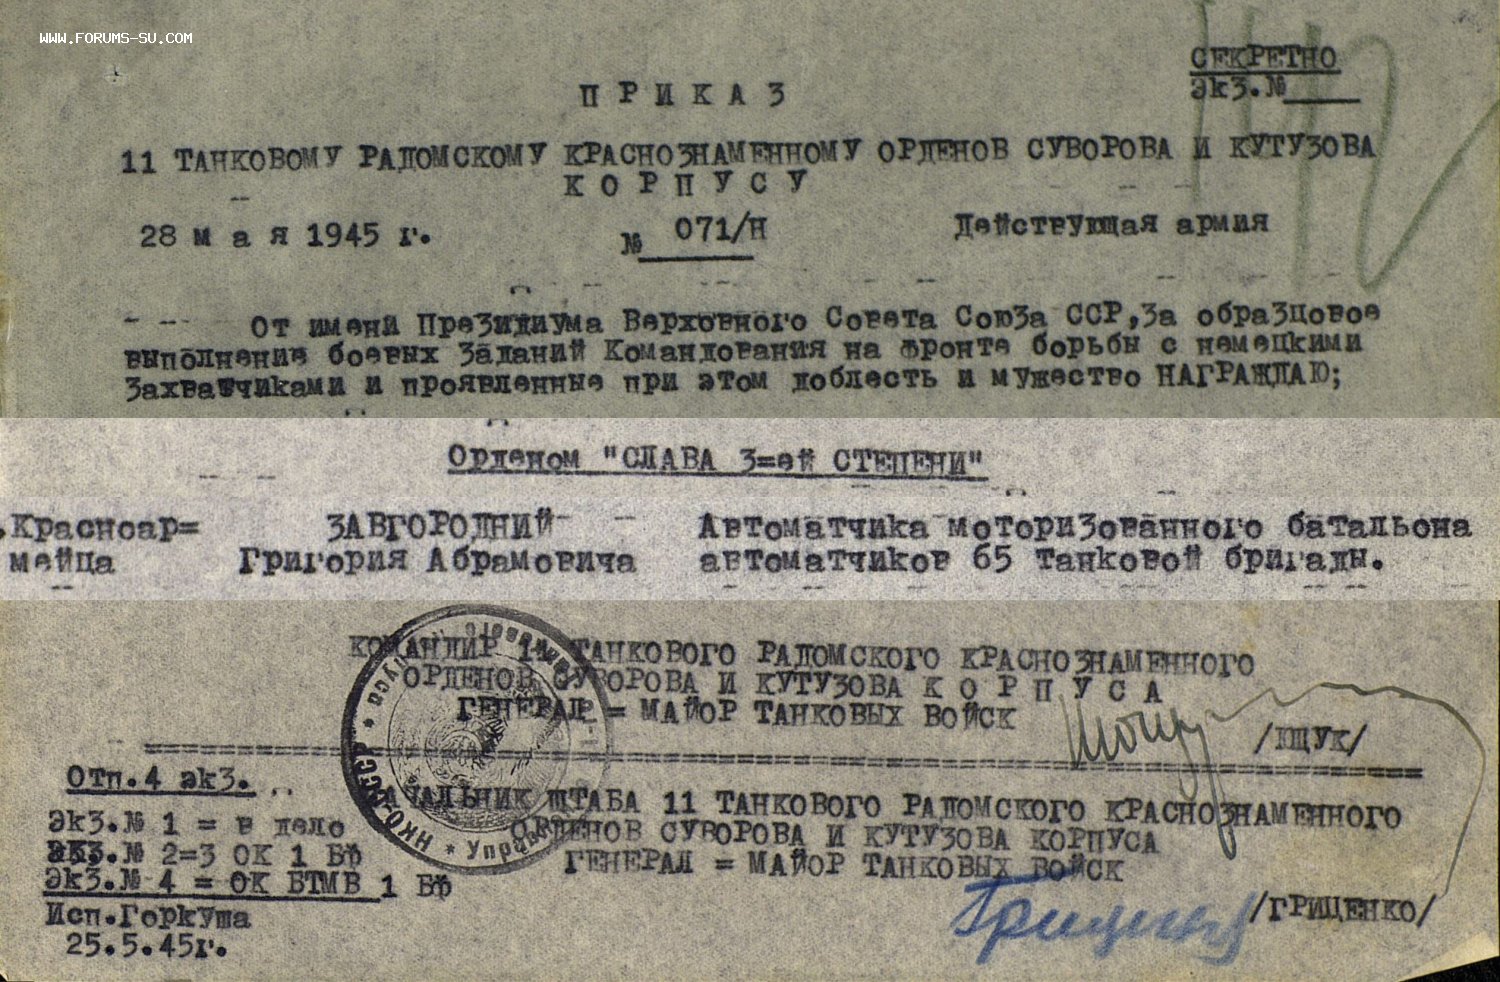 WWW.FORUMS-SU.COM
СЕКРЕТНО
Экз.№
ПРИКАЗ
11 ТАНКОВОМУ РАДОМСКОМУ КРАСНОЗНАМЕННОМУ ОРДЕНОВ СУВОРОВА И КУТУЗОВА
КОРПУСУ
28 мая 1945 г. № 071/Н Действующая армия
От имени Президиума Верховного Совета Союза ССР,за образцовое
выполнение боевых заданий Командования на фронте борьбы с немецкими
захватчиками и проявленные при этом доблесть и мужество НАГРАЖДАЮ;
Орденом "СЛАВА 3=ей СТЕПЕНИ"
Красноар= ЗАВГОРОДНИЙ Автоматчика моторизованного батальона
мейца Григория Абрамовича автоматчиков 65 танковой бригады.
КОМАНДИР 11 ТАНКОВОГО РАДОМСКОГО КРАСНОЗНАМЕННОГО
ОРДЕНОВ СУВОРОВА И КУТУЗОВА КОРПУСА
ГЕНЕРАЛ = МАЙОР ТАНКОВЫХ ВОЙСК
/ЮЩУК/
Отп.4 экз.
НАЧАЛЬНИК ШТАБА 11 ТАНКОВОГО РАДОМСКОГО КРАСНОЗНАМЕННОГО
Экз.№ 1 = в дело ОРДЕНОВ СУВОРОВА И КУТУЗОВА КОРПУСА
Экз.№ 2=3 ОК 1 БФ ГЕНЕРАЛ = МАЙОР ТАНКОВЫХ ВОЙСК
Экз.№ 4 = ОК БТМВ 1 БФ
Исп.Горкуша Гриценко /ГРИЦЕНКО/
25.5.45г.
НКО СССР * Управл